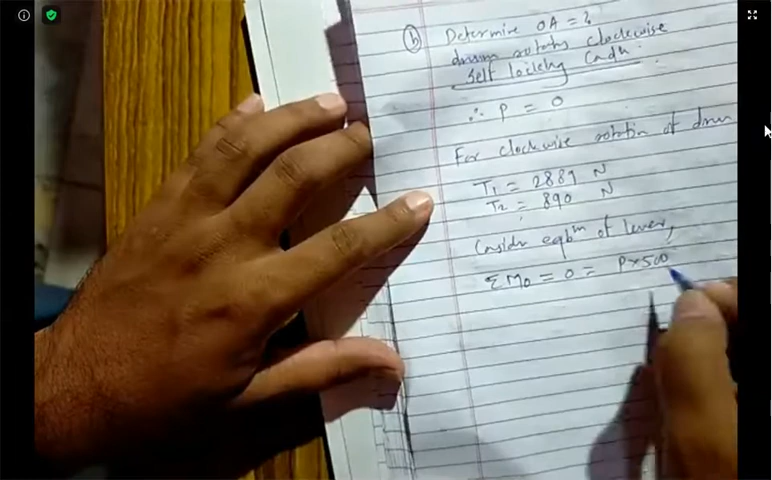 (b) Determine OA = ?
drum rotates clockwise
self locking Condn.
∴ P = 0
For clockwise rotation of drum
T1 = 2889 N
T2 = 890 N
Consider eqbm of lever,
ΣMo = 0 = P×500